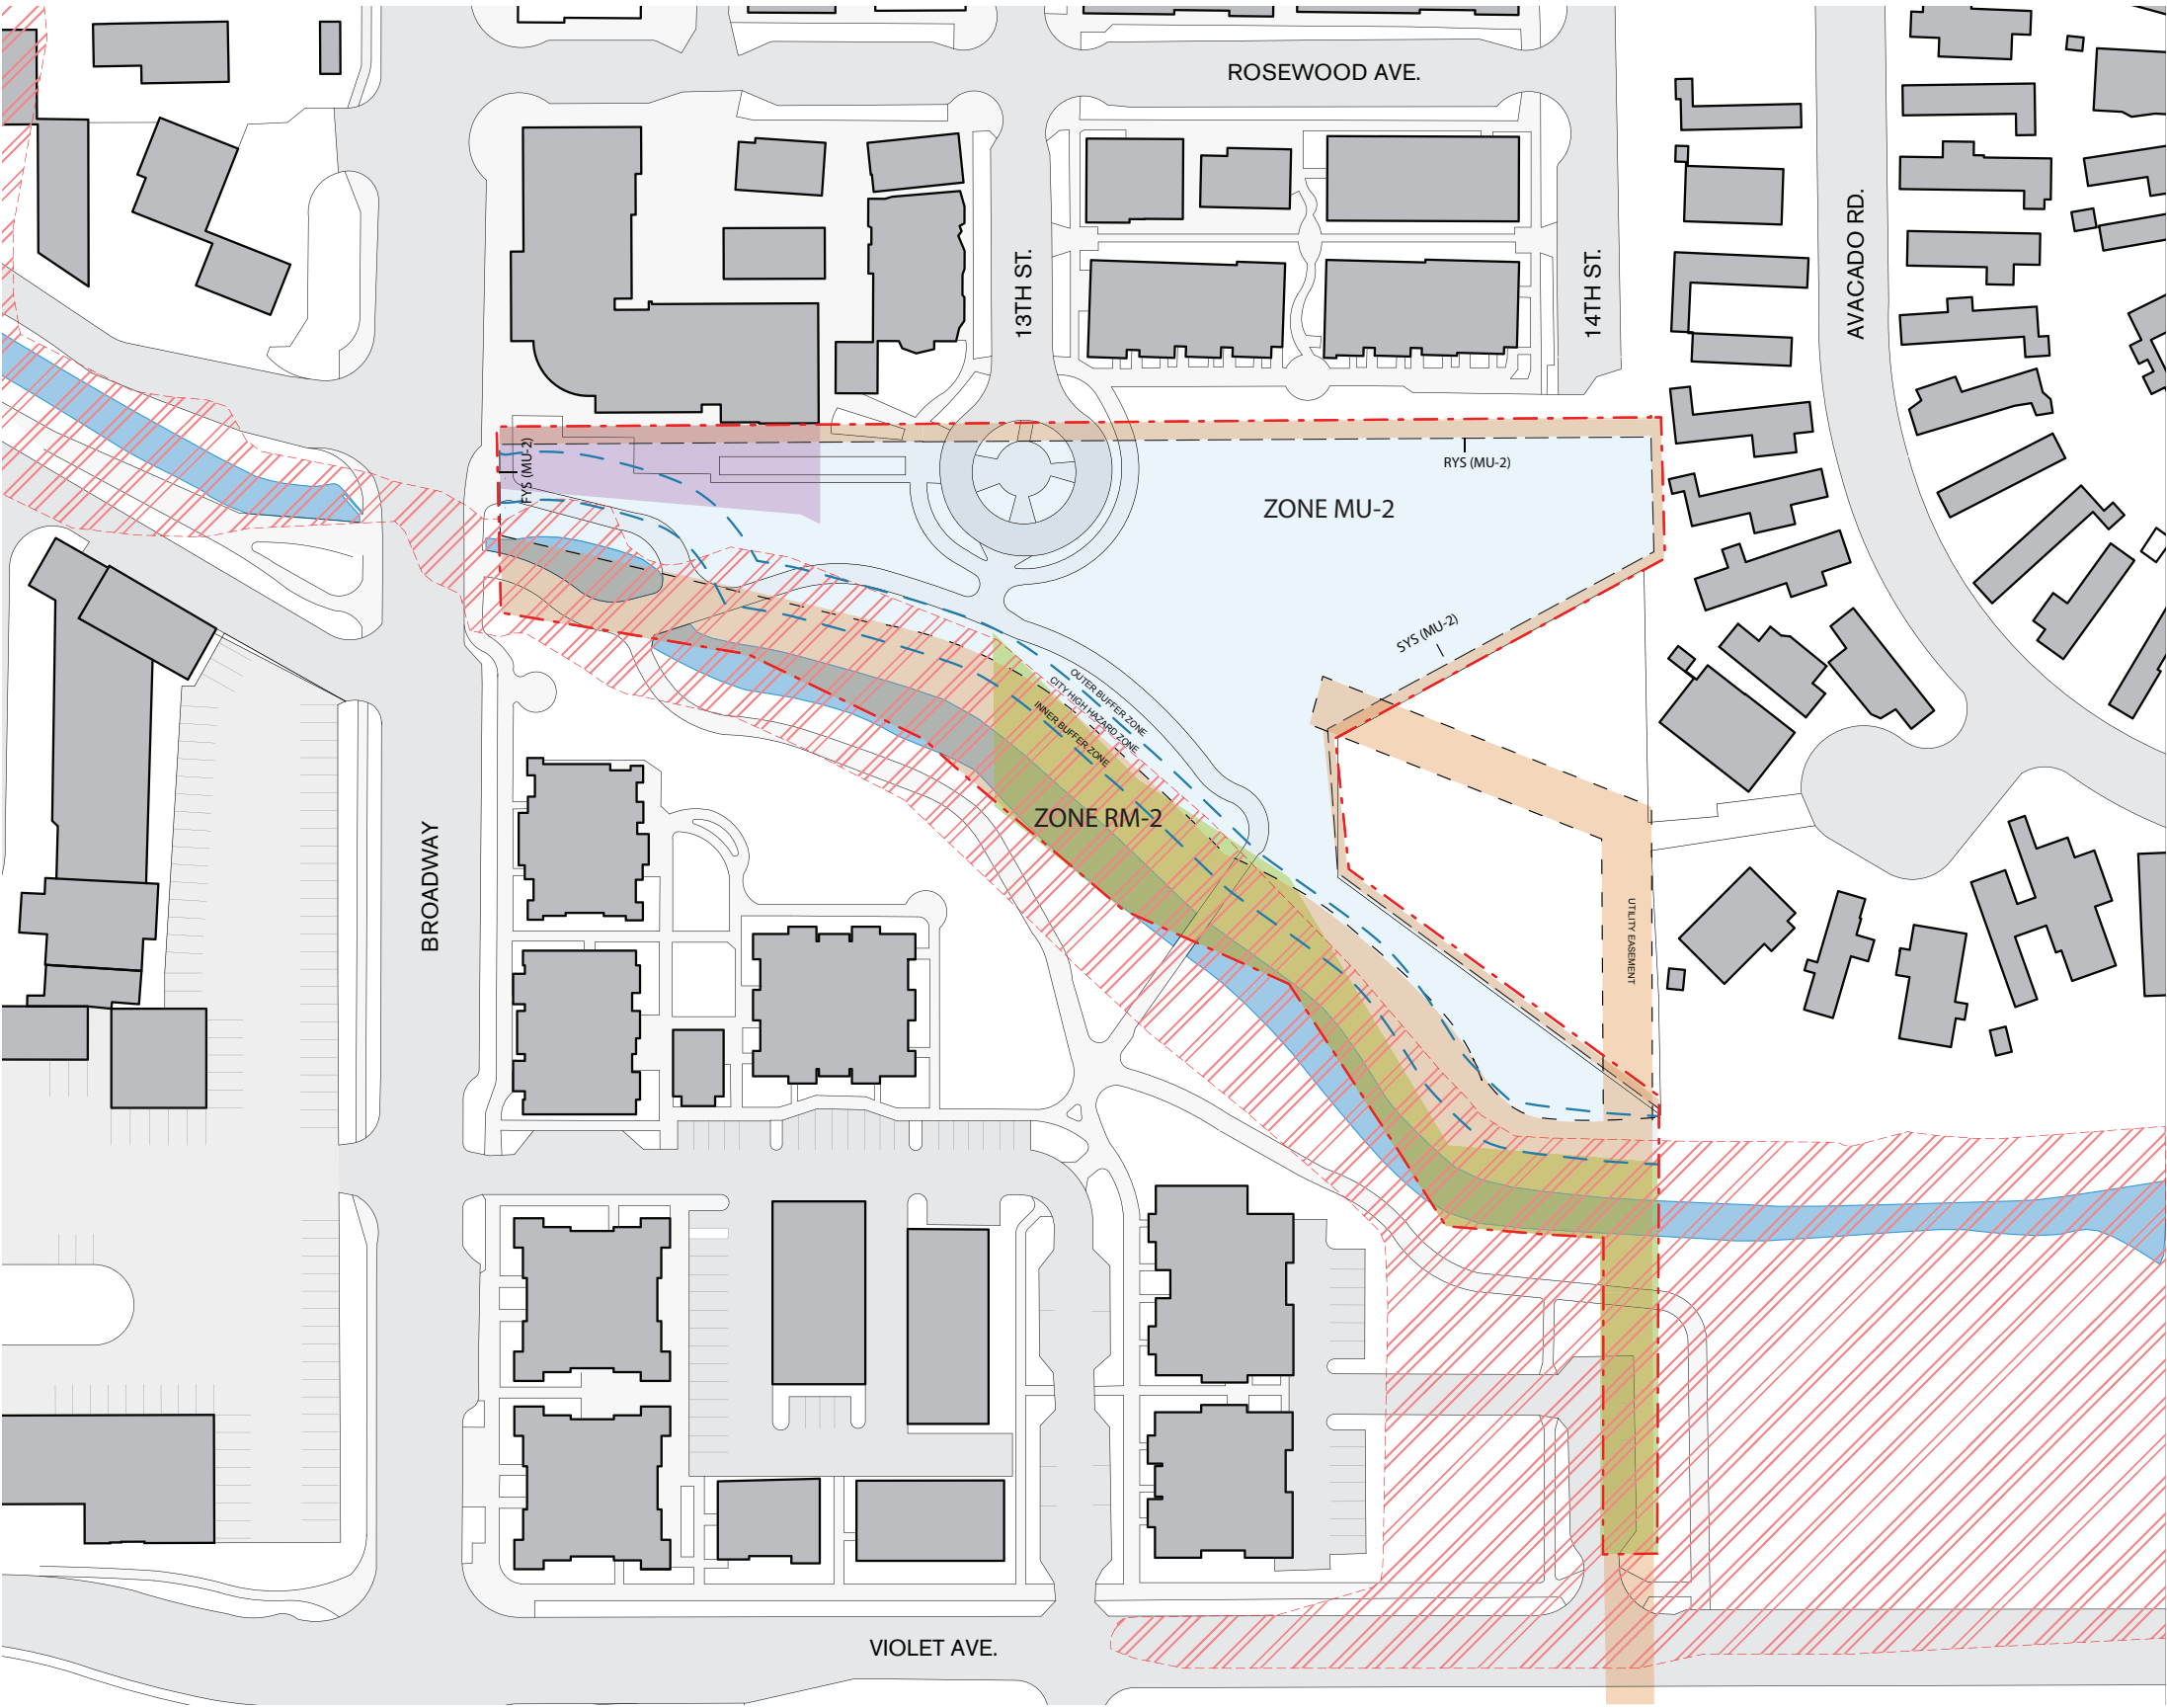 ROSEWOOD AVE.
13TH ST.
14TH ST.
AVACADO RD.
FYS (MU-2)
RYS (MU-2)
ZONE MU-2
SYS (MU-2)
OUTER BUFFER ZONE
CITY HIGH HAZARD ZONE
INNER BUFFER ZONE
ZONE RM-2
BROADWAY
UTILITY EASEMENT
VIOLET AVE.